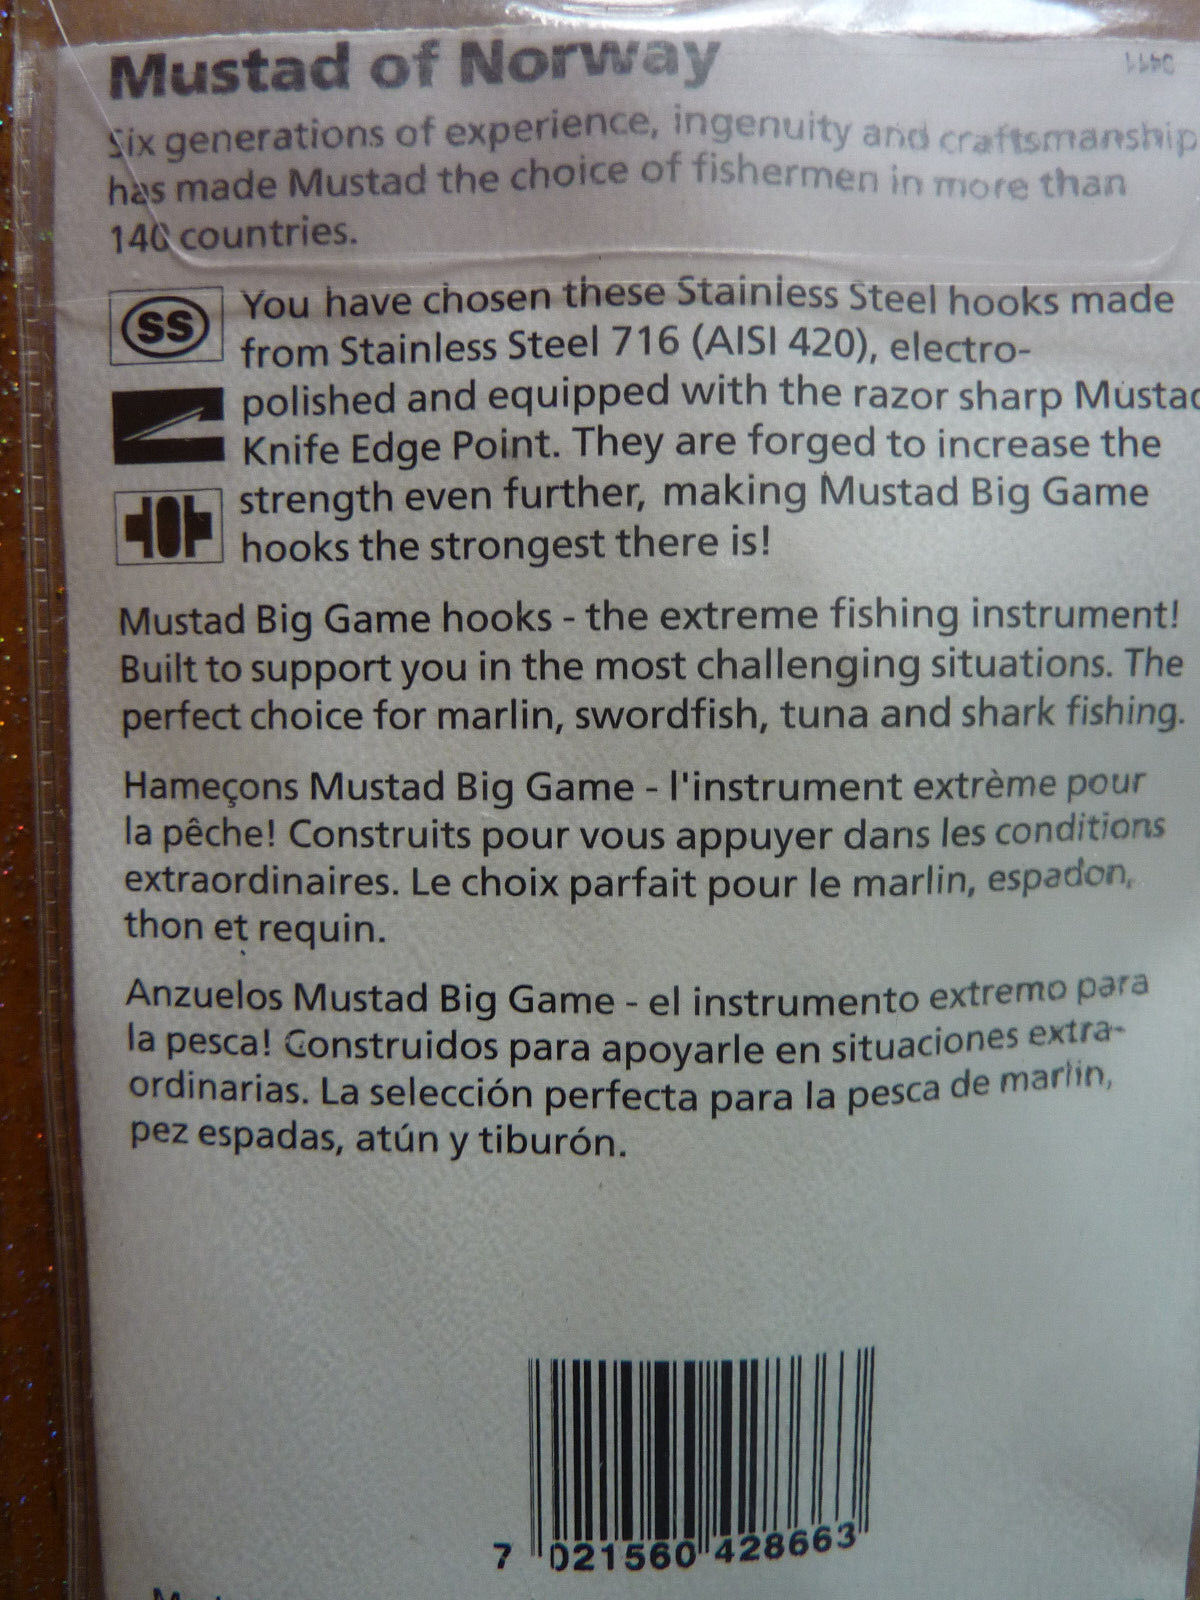 Mustad of Norway
Six generations of experience, ingenuity and craftsmanship
has made Mustad the choice of fishermen in more than
140 countries.
SS
You have chosen these Stainless Steel hooks made
from Stainless Steel 716 (AISI 420), electro-
polished and equipped with the razor sharp Mustad
Knife Edge Point. They are forged to increase the
strength even further, making Mustad Big Game
hooks the strongest there is!
Mustad Big Game hooks - the extreme fishing instrument!
Built to support you in the most challenging situations. The
perfect choice for marlin, swordfish, tuna and shark fishing.
Hameçons Mustad Big Game - l'instrument extrème pour
la pêche! Construits pour vous appuyer dans les conditions
extraordinaires. Le choix parfait pour le marlin, espadon,
thon et requin.
Anzuelos Mustad Big Game - el instrumento extremo para
la pesca! Construidos para apoyarle en situaciones extra-
ordinarias. La selección perfecta para la pesca de marlin,
pez espadas, atún y tiburón.
7 021560 428663